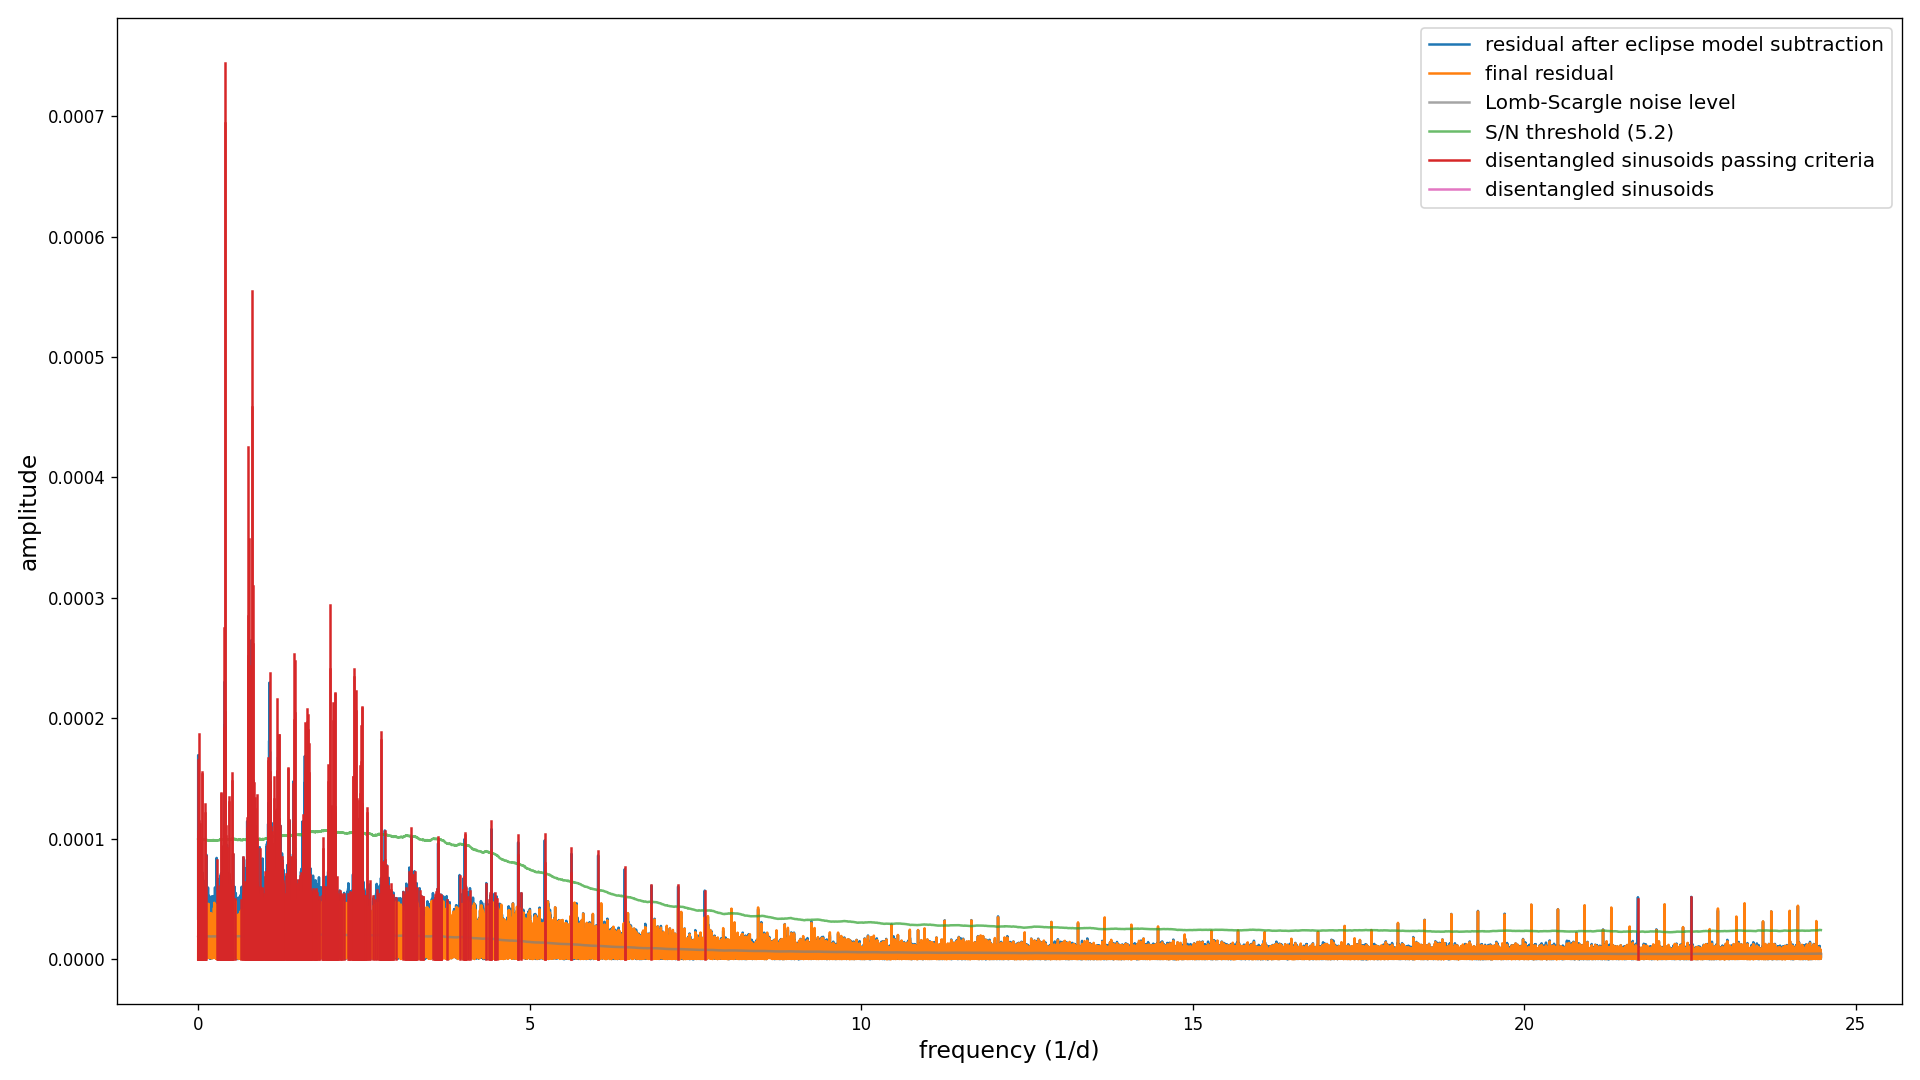 residual after eclipse model subtraction
final residual
Lomb-Scargle noise level
S/N threshold (5.2)
disentangled sinusoids passing criteria
disentangled sinusoids
0.0007
0.0006
0.0005
0.0004
0.0003
0.0002
0.0001
0.0000
amplitude
0 5 10 15 20 25
frequency (1/d)